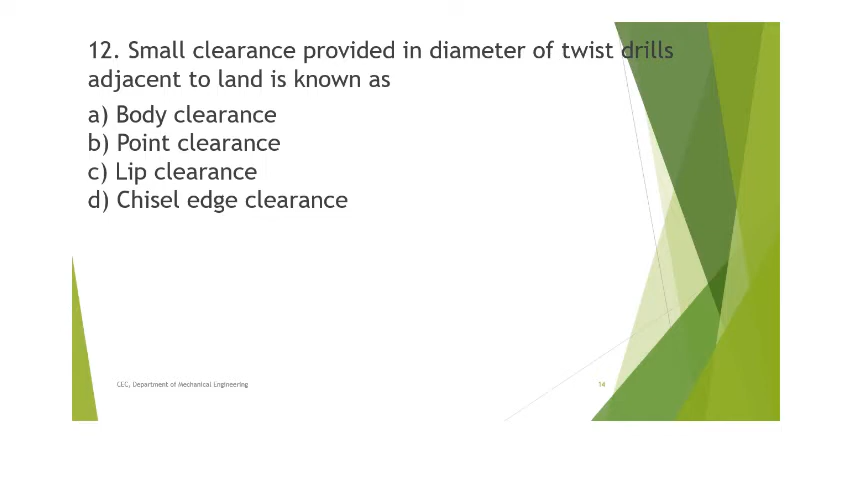 12. Small clearance provided in diameter of twist drills
adjacent to land is known as
a) Body clearance
b) Point clearance
c) Lip clearance
d) Chisel edge clearance
CEC, Department of Mechanical Engineering
14